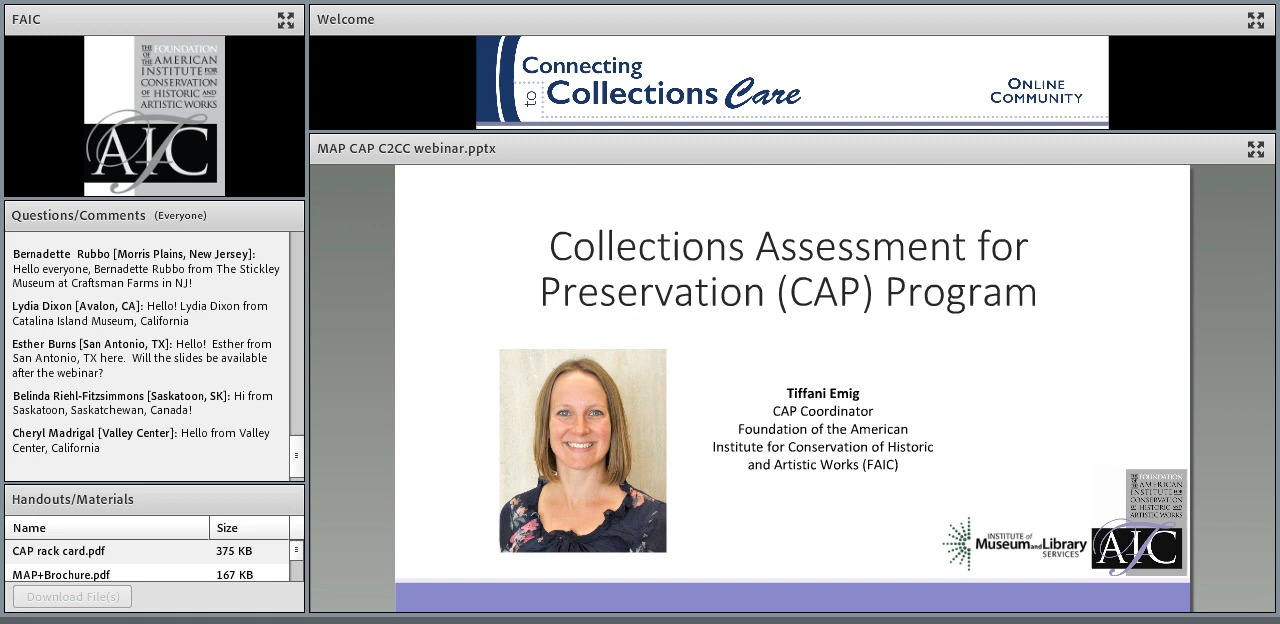 FAIC
THE FOUNDATION
OF THE AMERICAN
INSTITUTE FOR
CONSERVATION
OF HISTORIC AND
ARTISTIC WORKS
AIC
Questions/Comments (Everyone)
Bernadette  Rubbo [Morris Plains, New Jersey]:
Hello everyone, Bernadette Rubbo from The Stickley
Museum at Craftsman Farms in NJ!
Lydia Dixon [Avalon, CA]: Hello! Lydia Dixon from
Catalina Island Museum, California
Esther Burns [San Antonio, TX]: Hello!  Esther from
San Antonio, TX here.  Will the slides be available
after the webinar?
Belinda Riehl-Fitzsimmons [Saskatoon, SK]: Hi from
Saskatoon, Saskatchewan, Canada!
Cheryl Madrigal [Valley Center]: Hello from Valley
Center, California
Handouts/Materials
Name Size
CAP rack card.pdf 375 KB
MAP+Brochure.pdf 167 KB
Download File(s)
Welcome
Connecting
to Collections Care
ONLINE
COMMUNITY
MAP CAP C2CC webinar.pptx
Collections Assessment for
Preservation (CAP) Program
Tiffani Emig
CAP Coordinator
Foundation of the American
Institute for Conservation of Historic
and Artistic Works (FAIC)
INSTITUTE of
Museum and Library
SERVICES
THE FOUNDATION
OF THE AMERICAN
INSTITUTE FOR
CONSERVATION
OF HISTORIC AND
ARTISTIC WORKS
AIC